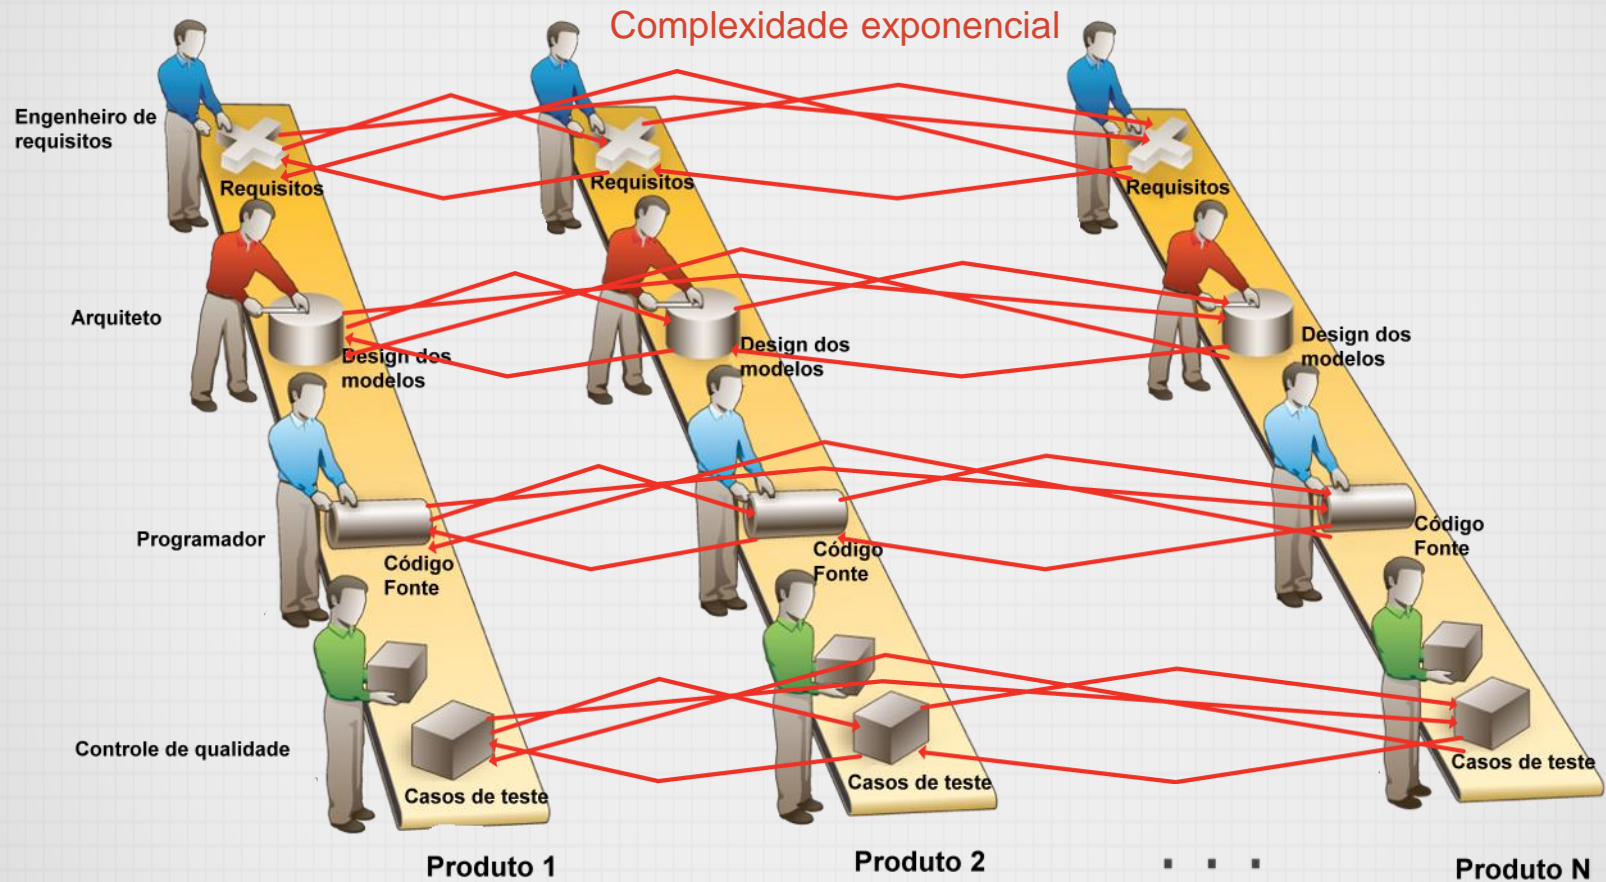 Complexidade exponencial
Engenheiro de
requisitos
Requisitos
Requisitos
Requisitos
Arquiteto
Design dos
modelos
Design dos
modelos
Design dos
modelos
Programador
Código
Fonte
Código
Fonte
Código
Fonte
Controle de qualidade
Casos de teste
Casos de teste
Casos de teste
Produto 1
Produto 2
. . .
Produto N